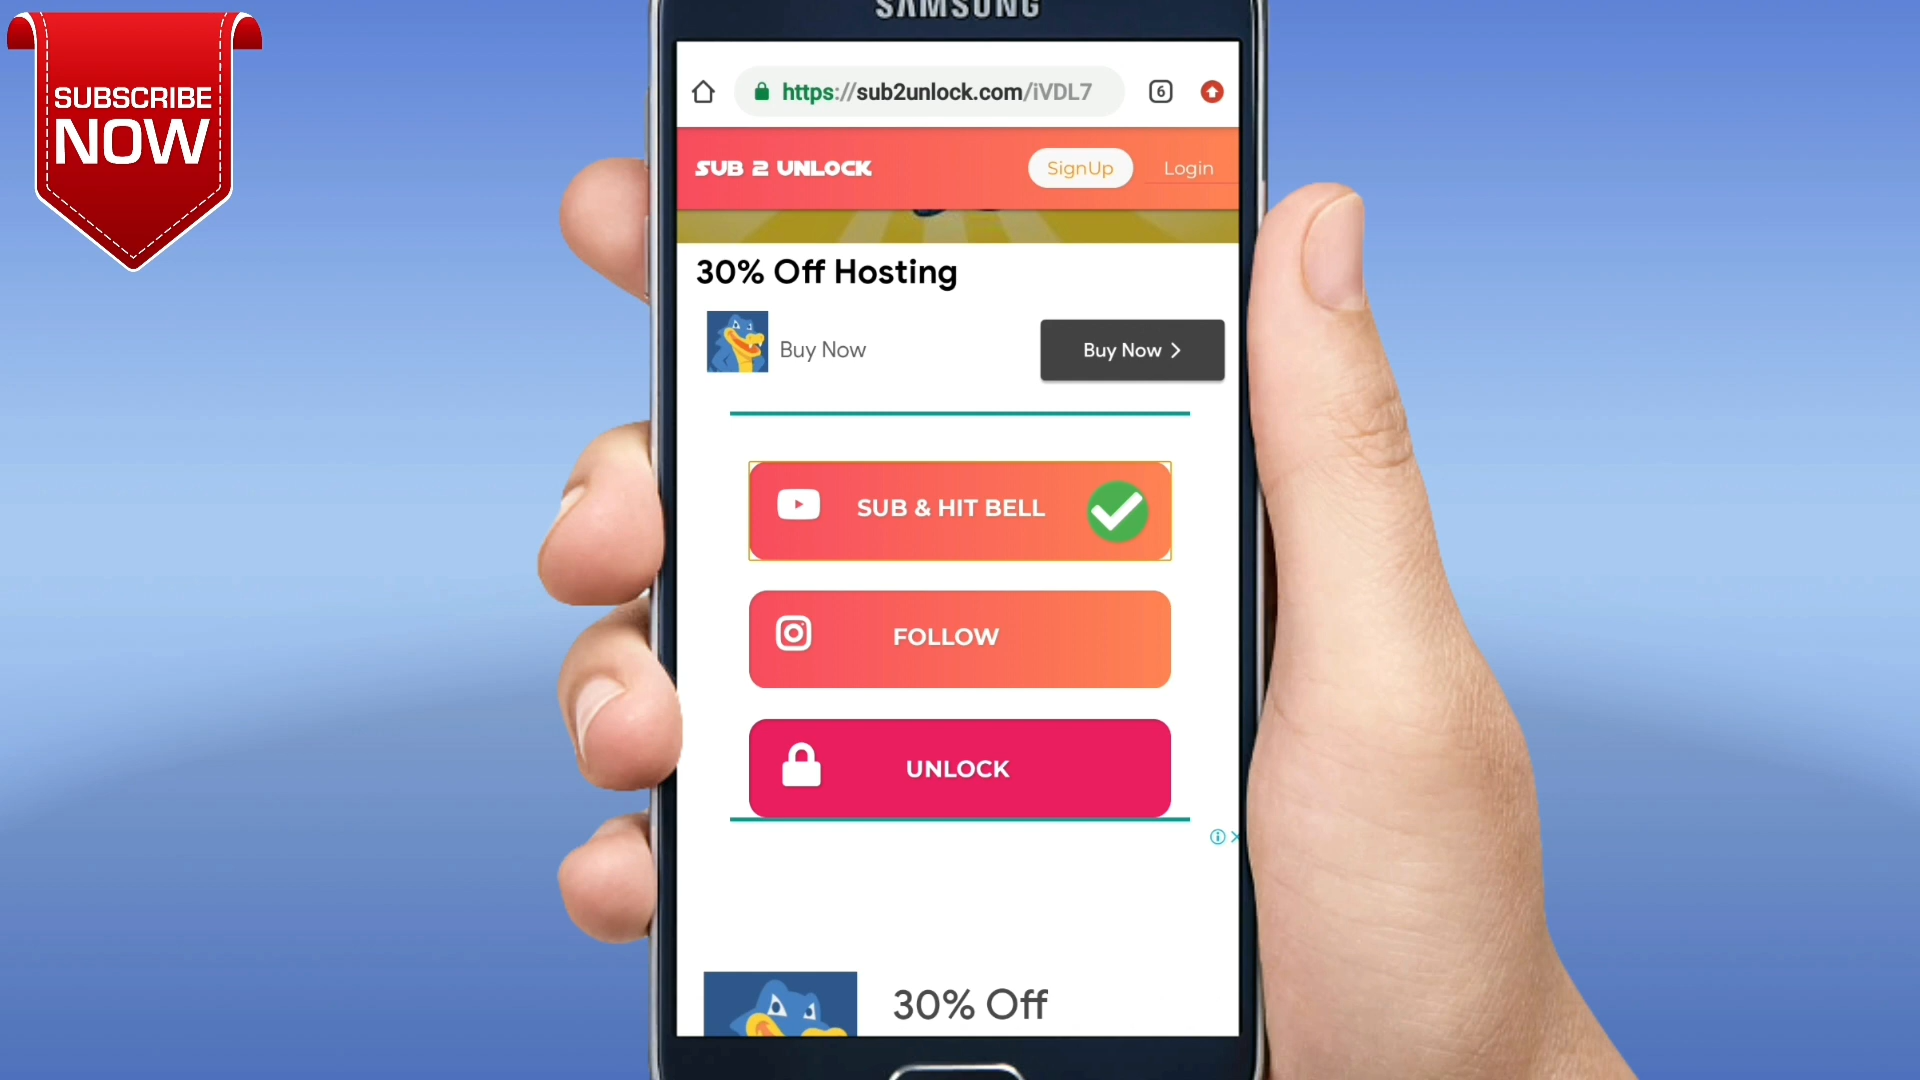 SUBSCRIBE
NOW
SAMSUNG
https://sub2unlock.com/iVDL7
6
SUB 2 UNLOCK
SignUp
Login
30% Off Hosting
Buy Now
Buy Now
SUB & HIT BELL
FOLLOW
UNLOCK
30% Off